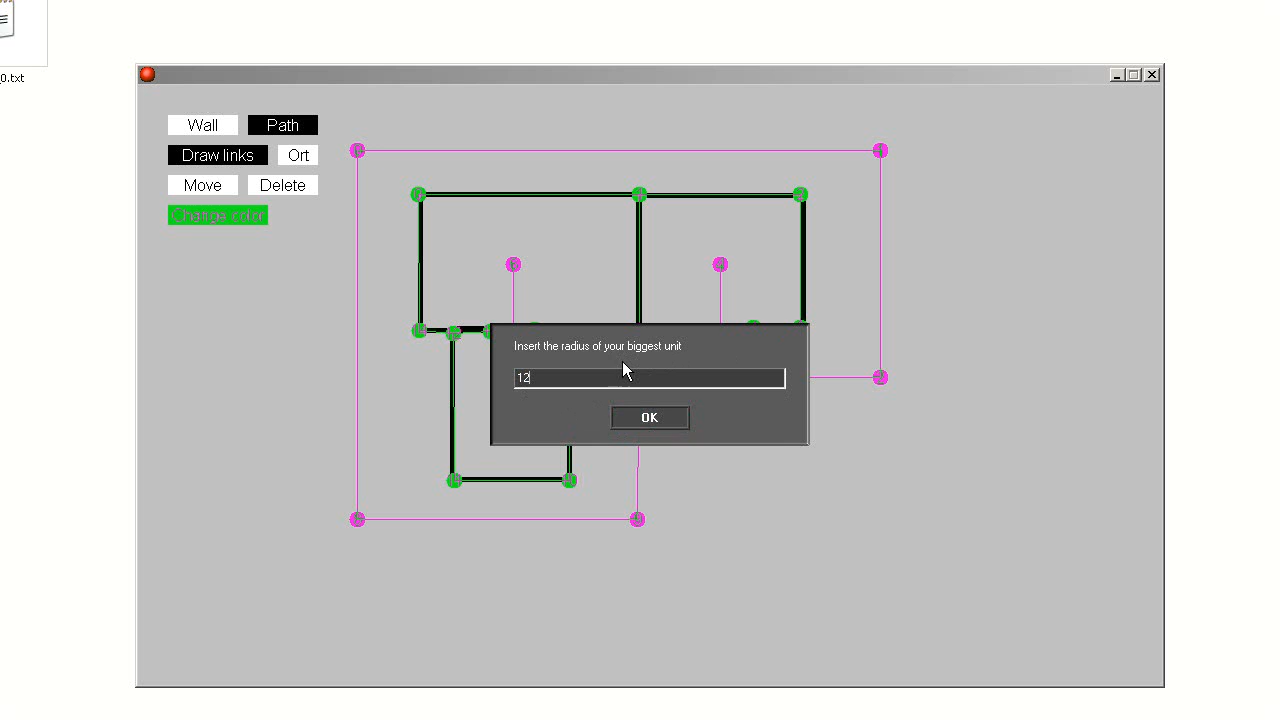 0.txt
Wall Path
Draw links Ort
Move Delete
Change color
Insert the radius of your biggest unit
12
OK